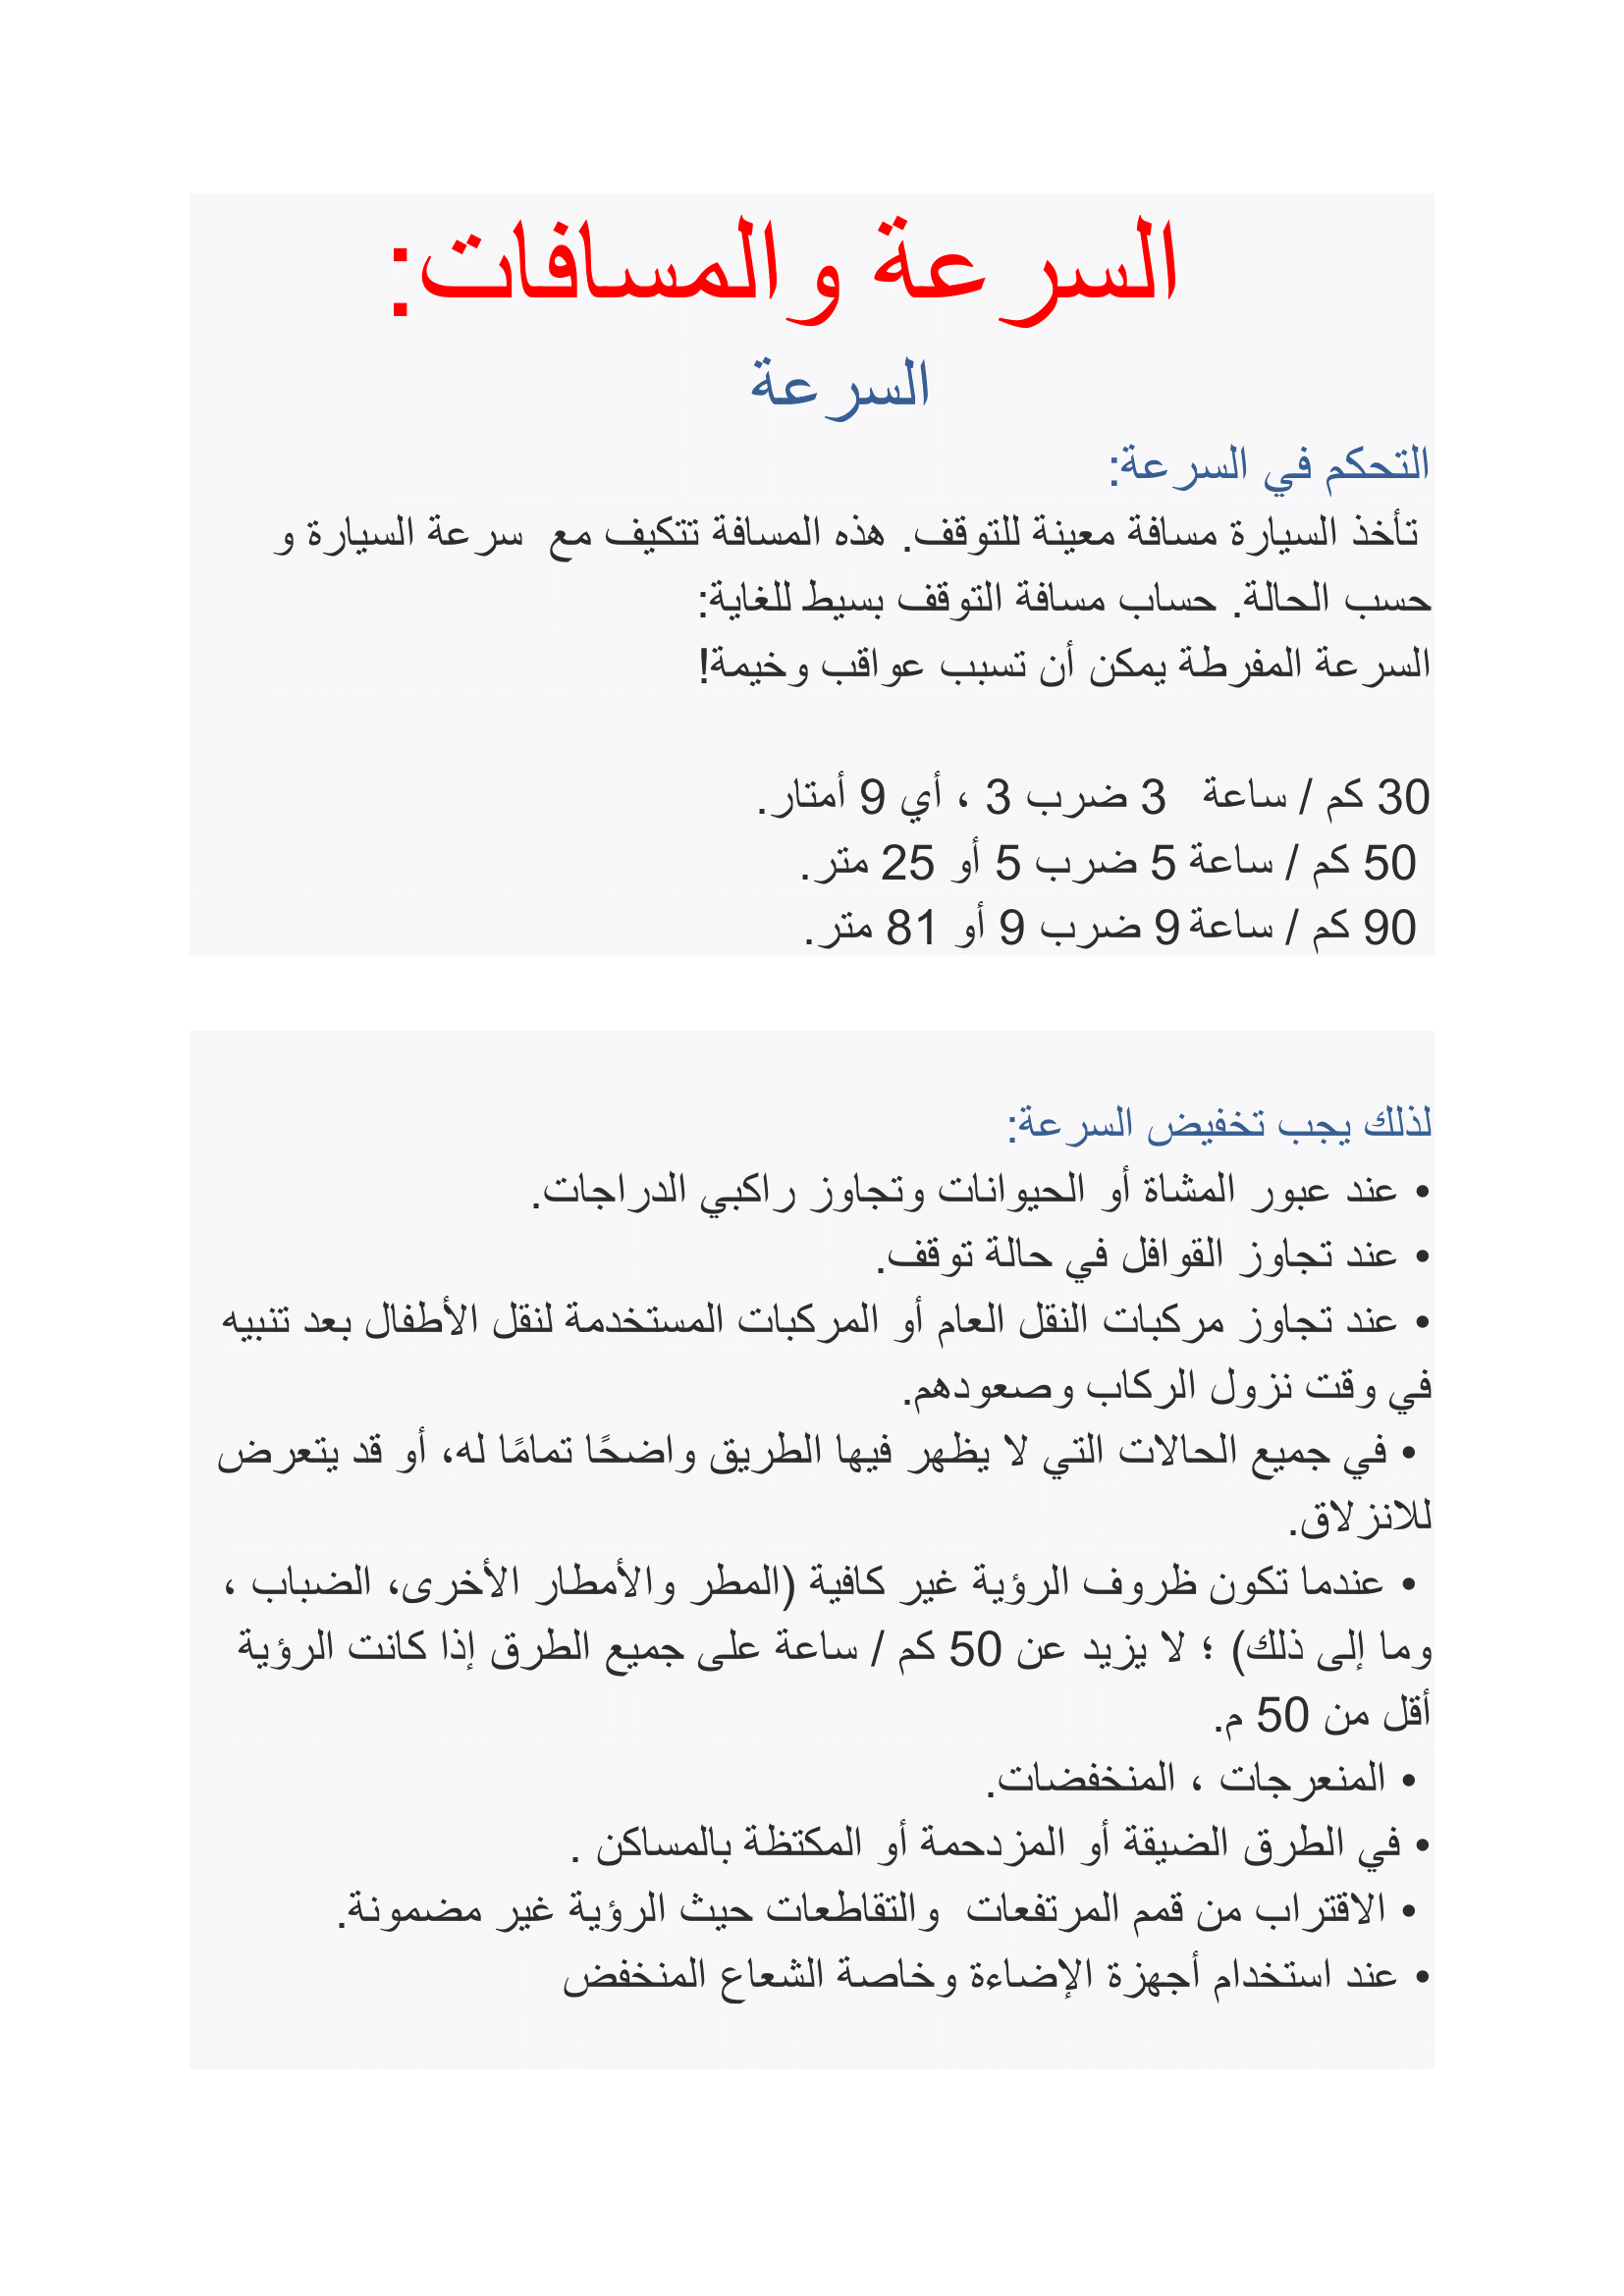 السرعة والمسافات:
السرعة
التحكم في السرعة:
تأخذ السيارة مسافة معينة للتوقف. هذه المسافة تتكيف مع سرعة السيارة و
حسب الحالة. حساب مسافة التوقف بسيط للغاية:
السرعة المفرطة يمكن أن تسبب عواقب وخيمة!
30 كم / ساعة 3 ضرب 3 ، أي 9 أمتار.
50 كم / ساعة 5 ضرب 5 أو 25 متر.
90 كم / ساعة 9 ضرب 9 أو 81 متر.
لذلك يجب تخفيض السرعة:
• عند عبور المشاة أو الحيوانات وتجاوز راكبي الدراجات.
• عند تجاوز القوافل في حالة توقف.
• عند تجاوز مركبات النقل العام أو المركبات المستخدمة لنقل الأطفال بعد تنبيه
في وقت نزول الركاب وصعودهم.
• في جميع الحالات التي لا يظهر فيها الطريق واضحًا تمامًا له، أو قد يتعرض
للانزلاق.
• عندما تكون ظروف الرؤية غير كافية (المطر والأمطار الأخرى، الضباب ،
وما إلى ذلك) ؛ لا يزيد عن 50 كم / ساعة على جميع الطرق إذا كانت الرؤية
أقل من 50 م.
• المنعرجات ، المنخفضات.
• في الطرق الضيقة أو المزدحمة أو المكتظة بالمساكن .
• الاقتراب من قمم المرتفعات والتقاطعات حيث الرؤية غير مضمونة.
• عند استخدام أجهزة الإضاءة وخاصة الشعاع المنخفض